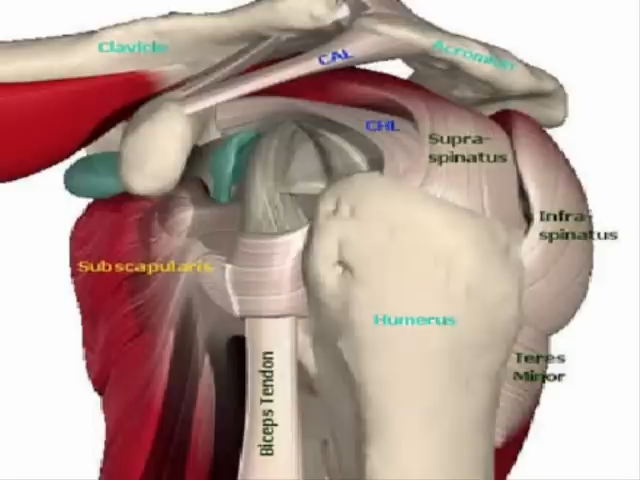 Clavicle
CAL
Acromion
CHL
Supra-
spinatus
Infra-
spinatus
Subscapularis
Humerus
Teres
Minor
Biceps Tendon